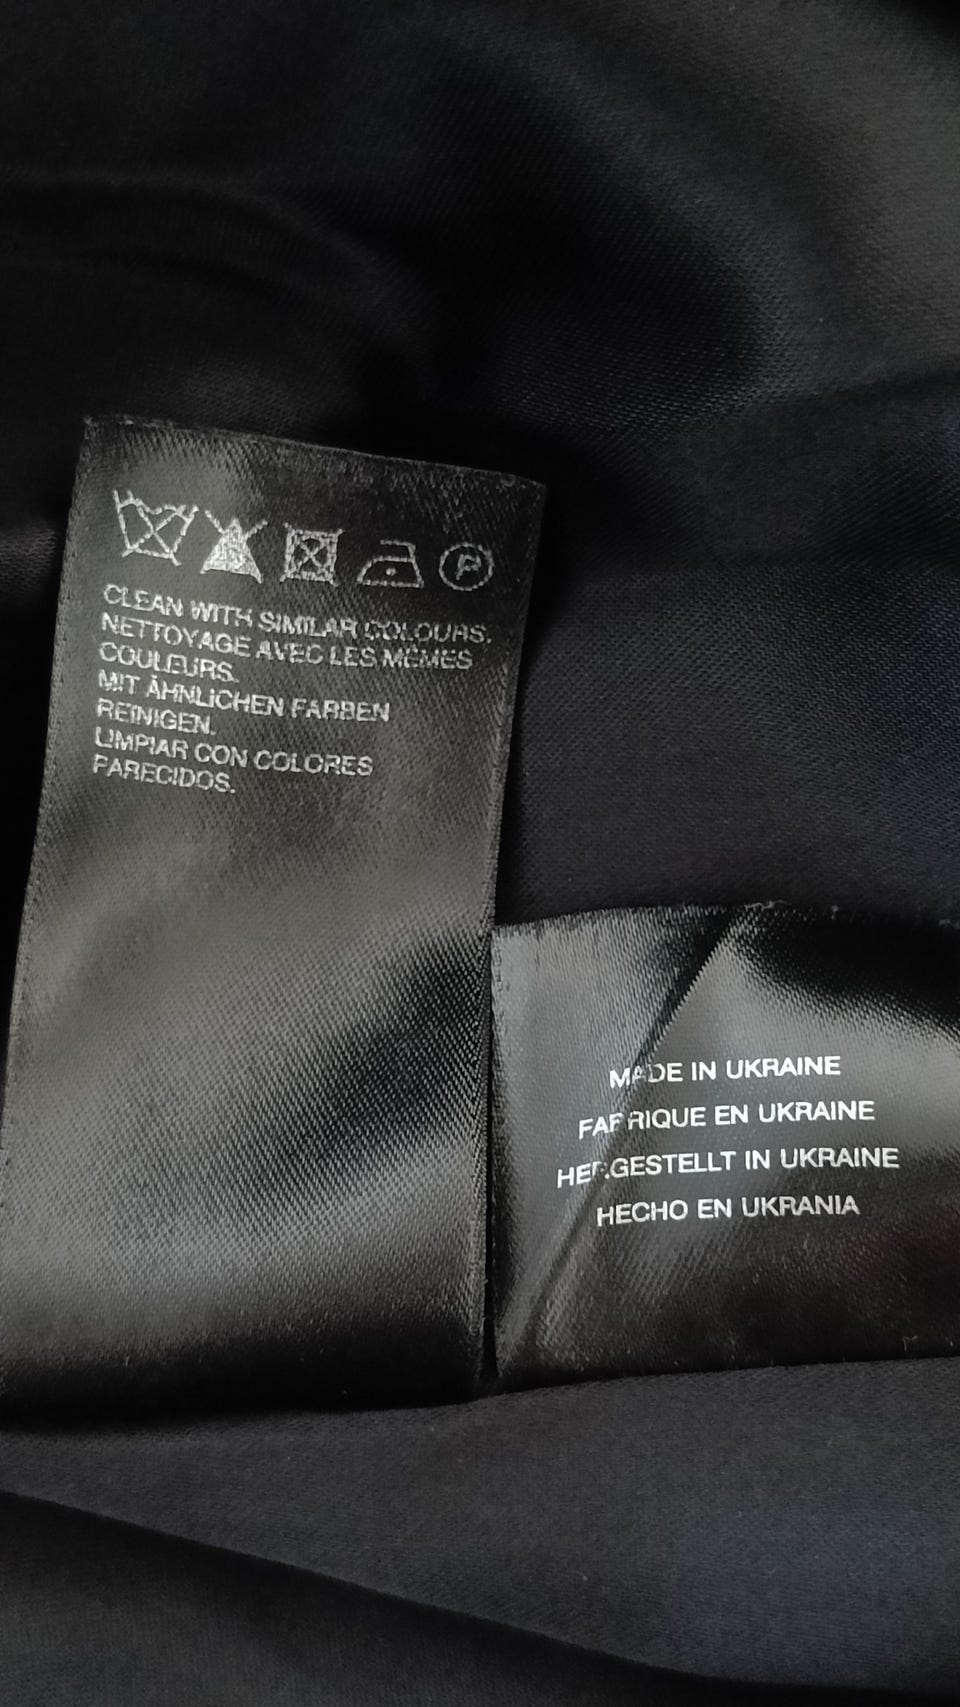 P
CLEAN WITH SIMILAR COLOURS.
NETTOYAGE AVEC LES MÊMES
COULEURS.
MIT ÄHNLICHEN FARBEN
REINIGEN.
LIMPIAR CON COLORES
PARECIDOS.
MADE IN UKRAINE
FABRIQUE EN UKRAINE
HERGESTELLT IN UKRAINE
HECHO EN UKRANIA